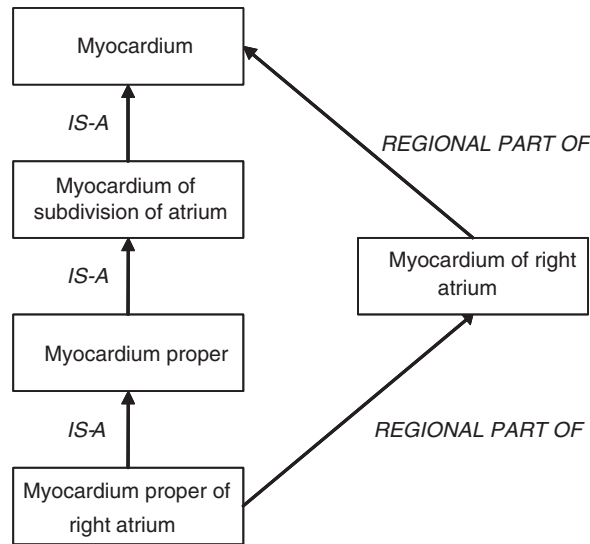 Myocardium
IS-A
REGIONAL PART OF
Myocardium of
subdivision of atrium
Myocardium of right
atrium
IS-A
Myocardium proper
IS-A
REGIONAL PART OF
Myocardium proper of
right atrium